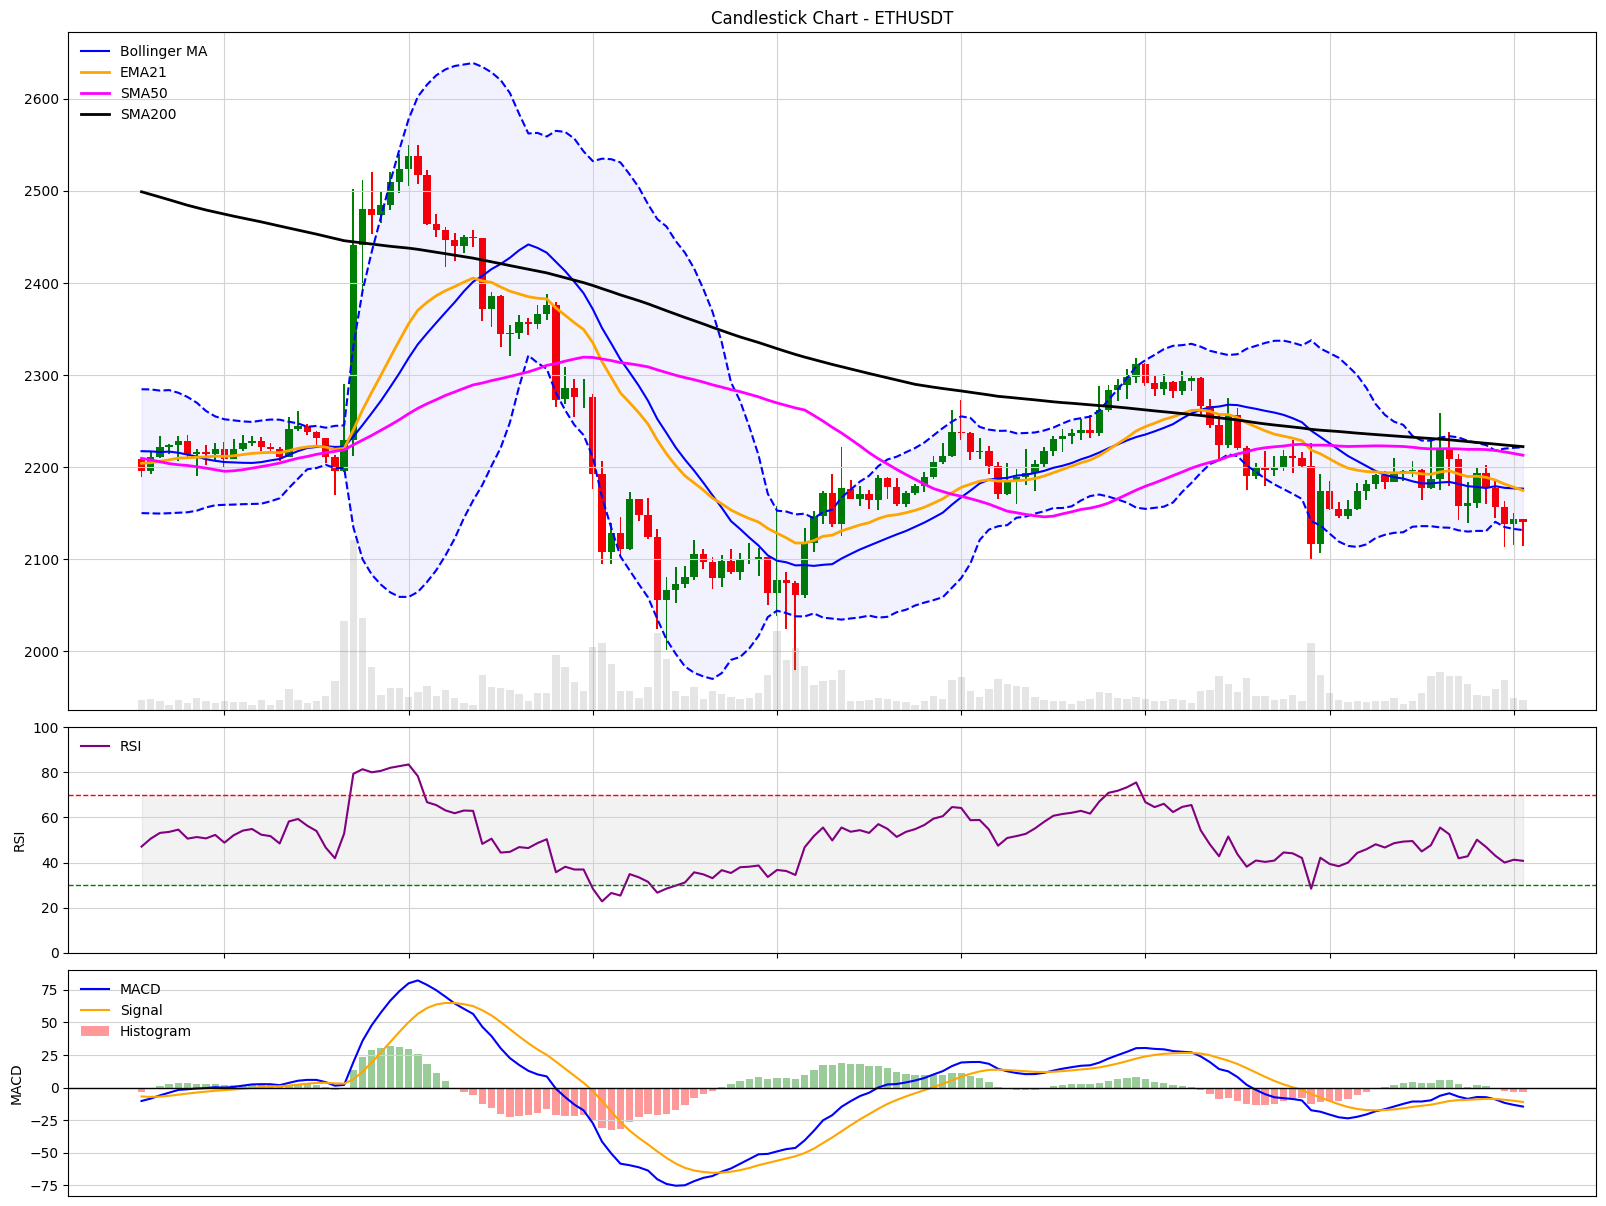 Candlestick Chart - ETHUSDT
Bollinger MA
EMA21
SMA50
SMA200
2600
2500
2400
2300
2200
2100
2000
RSI
100
80
60
40
20
0
RSI
MACD
Signal
Histogram
75
50
25
0
−25
−50
−75
MACD